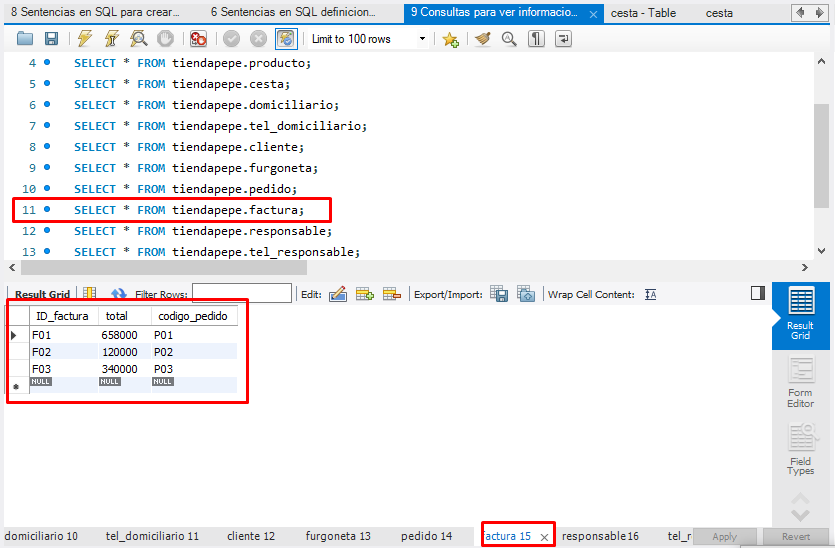 8 Sentencias en SQL para crear... 6 Sentencias en SQL definicion... 9 Consultas para ver informacio... cesta - Table cesta
Limit to 100 rows
4 SELECT * FROM tiendapepe.producto;
5 SELECT * FROM tiendapepe.cesta;
6 SELECT * FROM tiendapepe.domiciliario;
7 SELECT * FROM tiendapepe.tel_domiciliario;
8 SELECT * FROM tiendapepe.cliente;
9 SELECT * FROM tiendapepe.furgoneta;
10 SELECT * FROM tiendapepe.pedido;
11 SELECT * FROM tiendapepe.factura;
12 SELECT * FROM tiendapepe.responsable;
13 SELECT * FROM tiendapepe.tel_responsable;
Result Grid Filter Rows: Edit: Export/Import: Wrap Cell Content:
ID_factura total codigo_pedido
F01 658000 P01
F02 120000 P02
F03 340000 P03
NULL NULL NULL
Result
Grid
Form
Editor
Field
Types
domiciliario 10 tel_domiciliario 11 cliente 12 furgoneta 13 pedido 14 factura 15 responsable16 tel_r Apply Revert